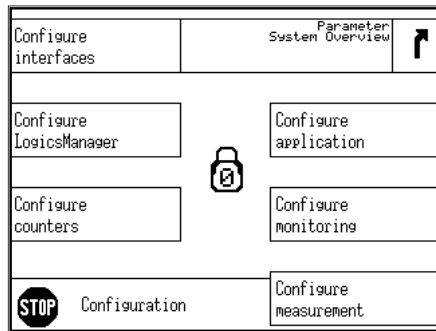 Configure
interfaces
Parameter
System Overview
Configure
LogicsManager
Configure
application
0
Configure
counters
Configure
monitoring
STOP
Configuration
Configure
measurement